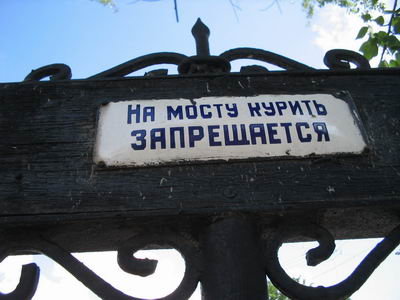 На мосту курить
запрещается